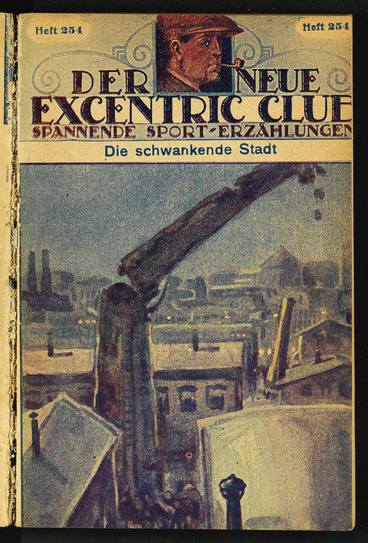 Heft 254
Heft 254
DER NEUE
EXCENTRIC CLUB
SPANNENDE SPORT-ERZÄHLUNGEN
Die schwankende Stadt